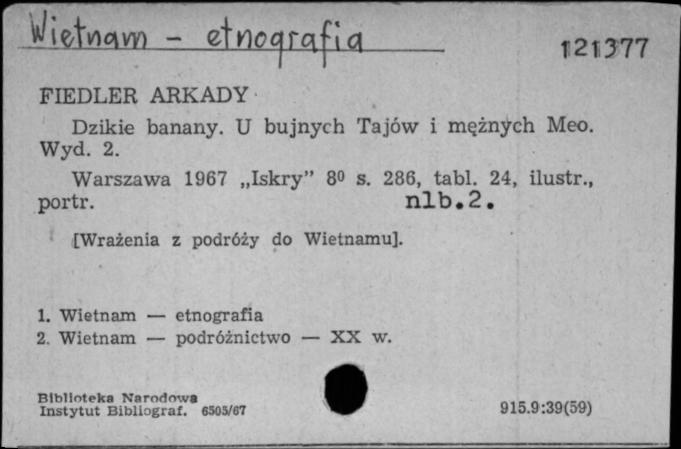 Wietnam - etnografia
121377
FIEDLER ARKADY
Dzikie banany. U bujnych Tajów i mężnych Meo.
Wyd. 2.
Warszawa 1967 „Iskry” 8⁰ s. 286, tabl. 24, ilustr.,
portr. nlb.2.
[Wrażenia z podróży do Wietnamu].
1. Wietnam — etnografia
2. Wietnam — podróżnictwo — XX w.
Biblioteka Narodowa
Instytut Bibliograf. 6505/67
915.9:39(59)